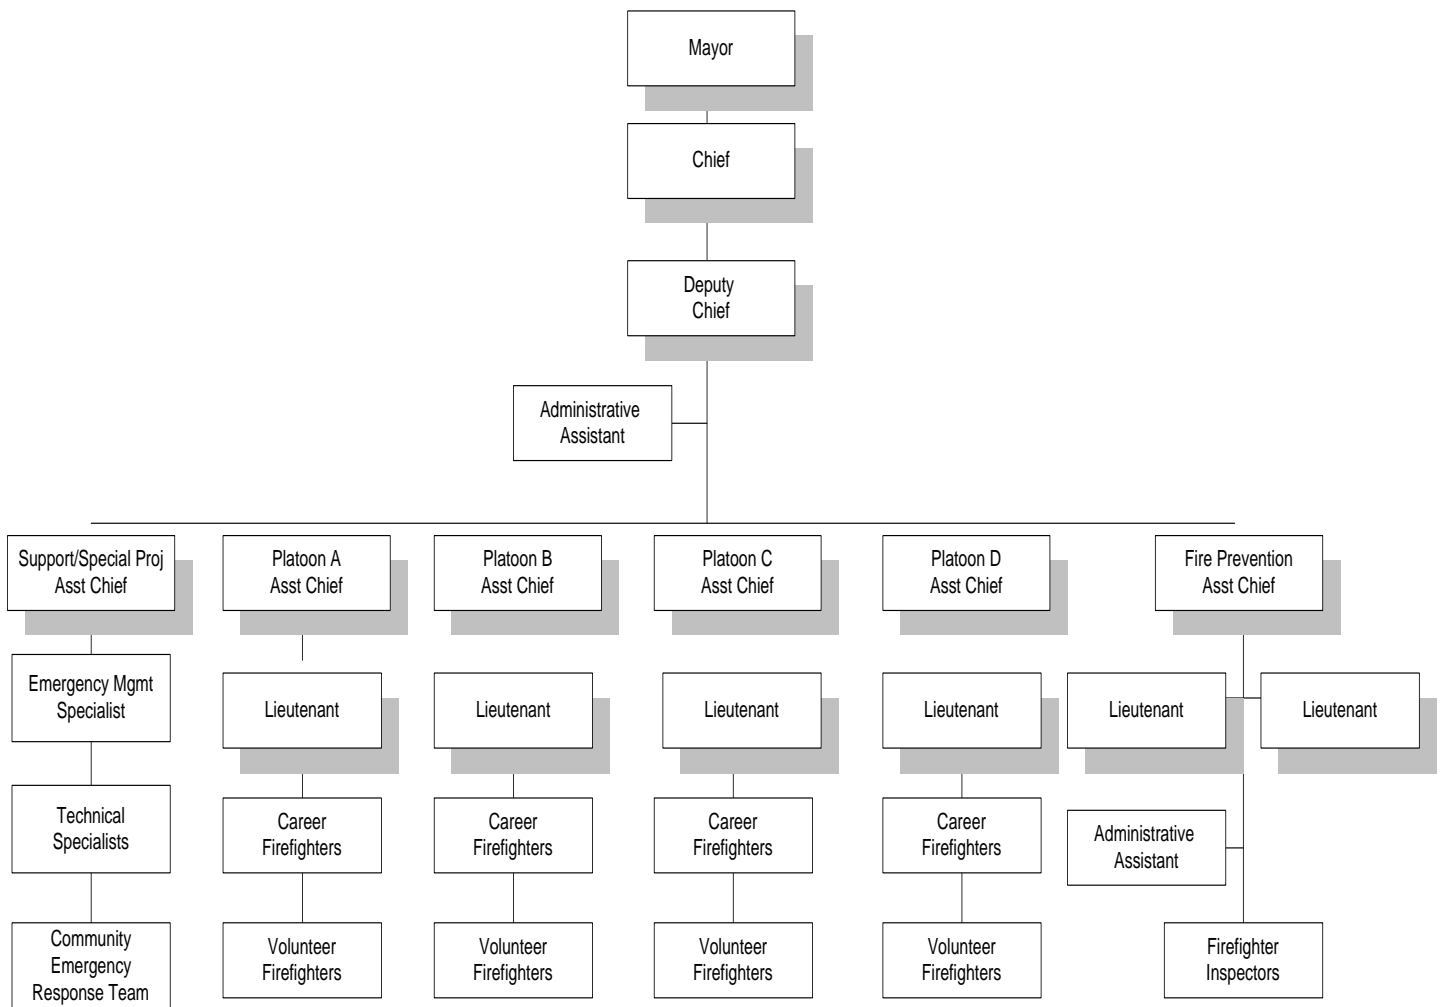 Mayor
Chief
Deputy
Chief
Administrative
Assistant
Support/Special Proj
Asst Chief
Platoon A
Asst Chief
Platoon B
Asst Chief
Platoon C
Asst Chief
Platoon D
Asst Chief
Fire Prevention
Asst Chief
Emergency Mgmt
Specialist
Lieutenant
Lieutenant
Lieutenant
Lieutenant
Lieutenant
Lieutenant
Technical
Specialists
Career
Firefighters
Career
Firefighters
Career
Firefighters
Career
Firefighters
Administrative
Assistant
Community
Emergency
Response Team
Volunteer
Firefighters
Volunteer
Firefighters
Volunteer
Firefighters
Volunteer
Firefighters
Firefighter
Inspectors